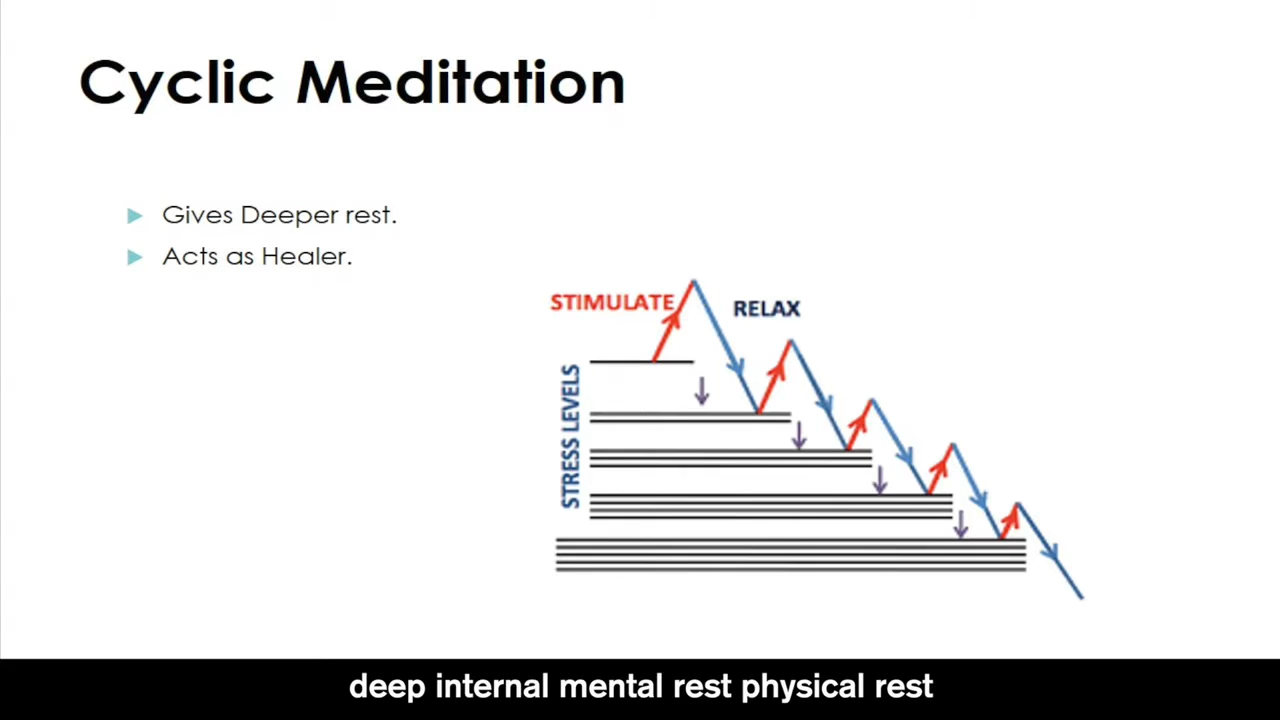 Cyclic Meditation
Gives Deeper rest.
Acts as Healer.
STIMULATE
RELAX
STRESS LEVELS
deep internal mental rest physical rest